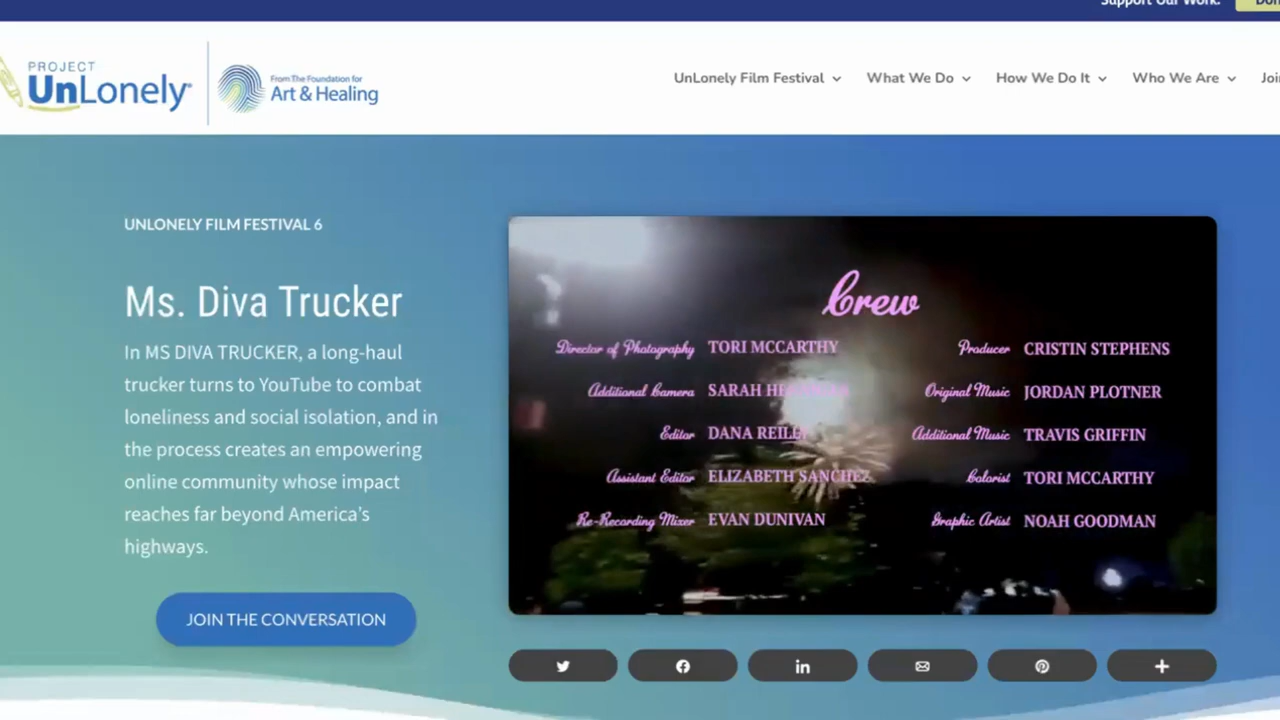 Support Our Work.
PROJECT
UnLonely®
From The Foundation for
Art & Healing
UnLonely Film Festival
What We Do
How We Do It
Who We Are
UNLONELY FILM FESTIVAL 6
Ms. Diva Trucker
In MS DIVA TRUCKER, a long-haul
trucker turns to YouTube to combat
loneliness and social isolation, and in
the process creates an empowering
online community whose impact
reaches far beyond America's
highways.
JOIN THE CONVERSATION
Crew
Director of Photography TORI MCCARTHY
Additional Camera SARAH
Editor DANA REILLY
Assistant Editor ELIZABETH SANCHEZ
Re-Recording Mixer EVAN DUNIVAN
Producer CRISTIN STEPHENS
Original Music JORDAN PLOTNER
Additional Music TRAVIS GRIFFIN
Colorist TORI MCCARTHY
Graphic Artist NOAH GOODMAN